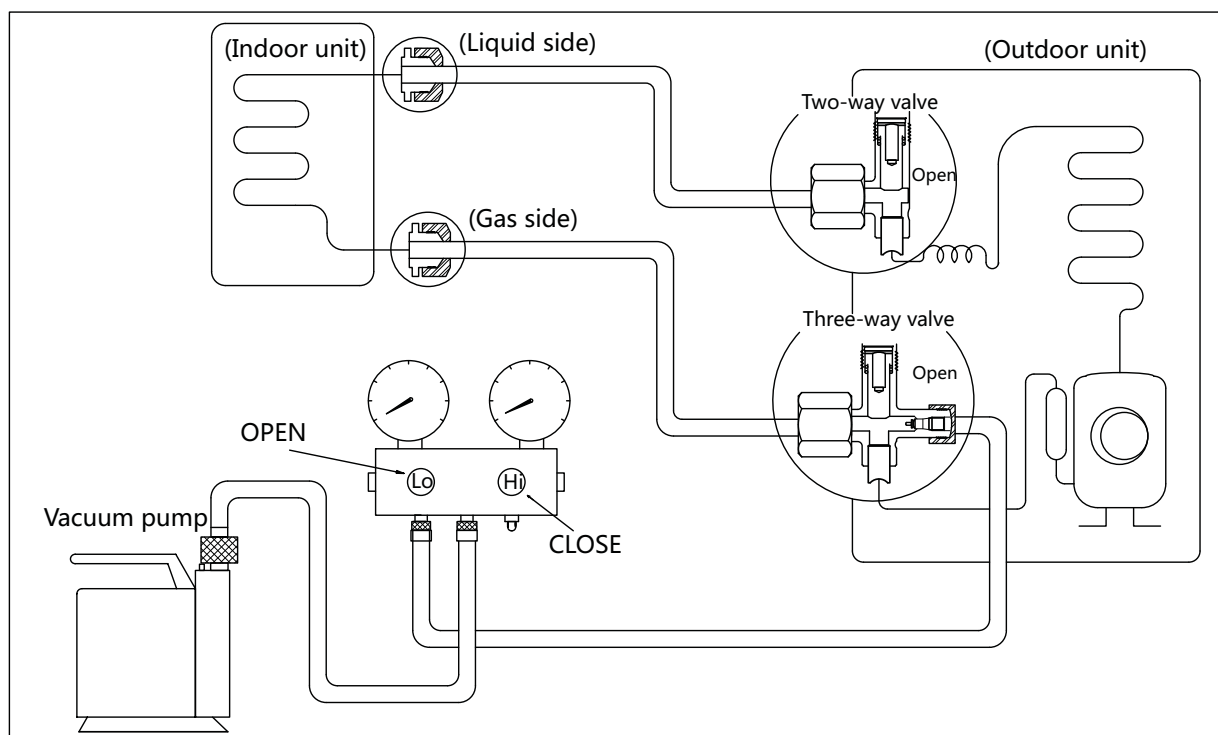 (Indoor unit)
(Liquid side)
(Outdoor unit)
Two-way valve
Open
(Gas side)
Three-way valve
Open
OPEN
Lo
Hi
Vacuum pump
CLOSE